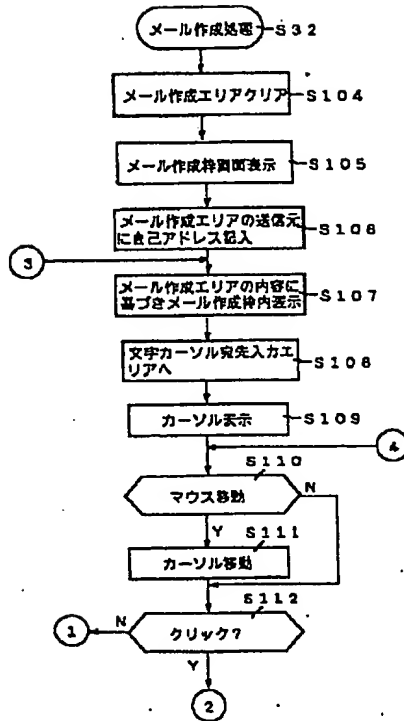 メール作成処理 S32
メール作成エリアクリア S104
メール作成枠画面表示 S105
メール作成エリアの送信元 S106
に自己アドレス記入
3
メール作成エリアの内容に
基づきメール作成枠内表示 S107
文字カーソル宛先入力エ S108
リアへ
カーソル表示 S109
4
S110
マウス移動 N
Y S111
カーソル移動
S112
1 N クリック?
Y
2